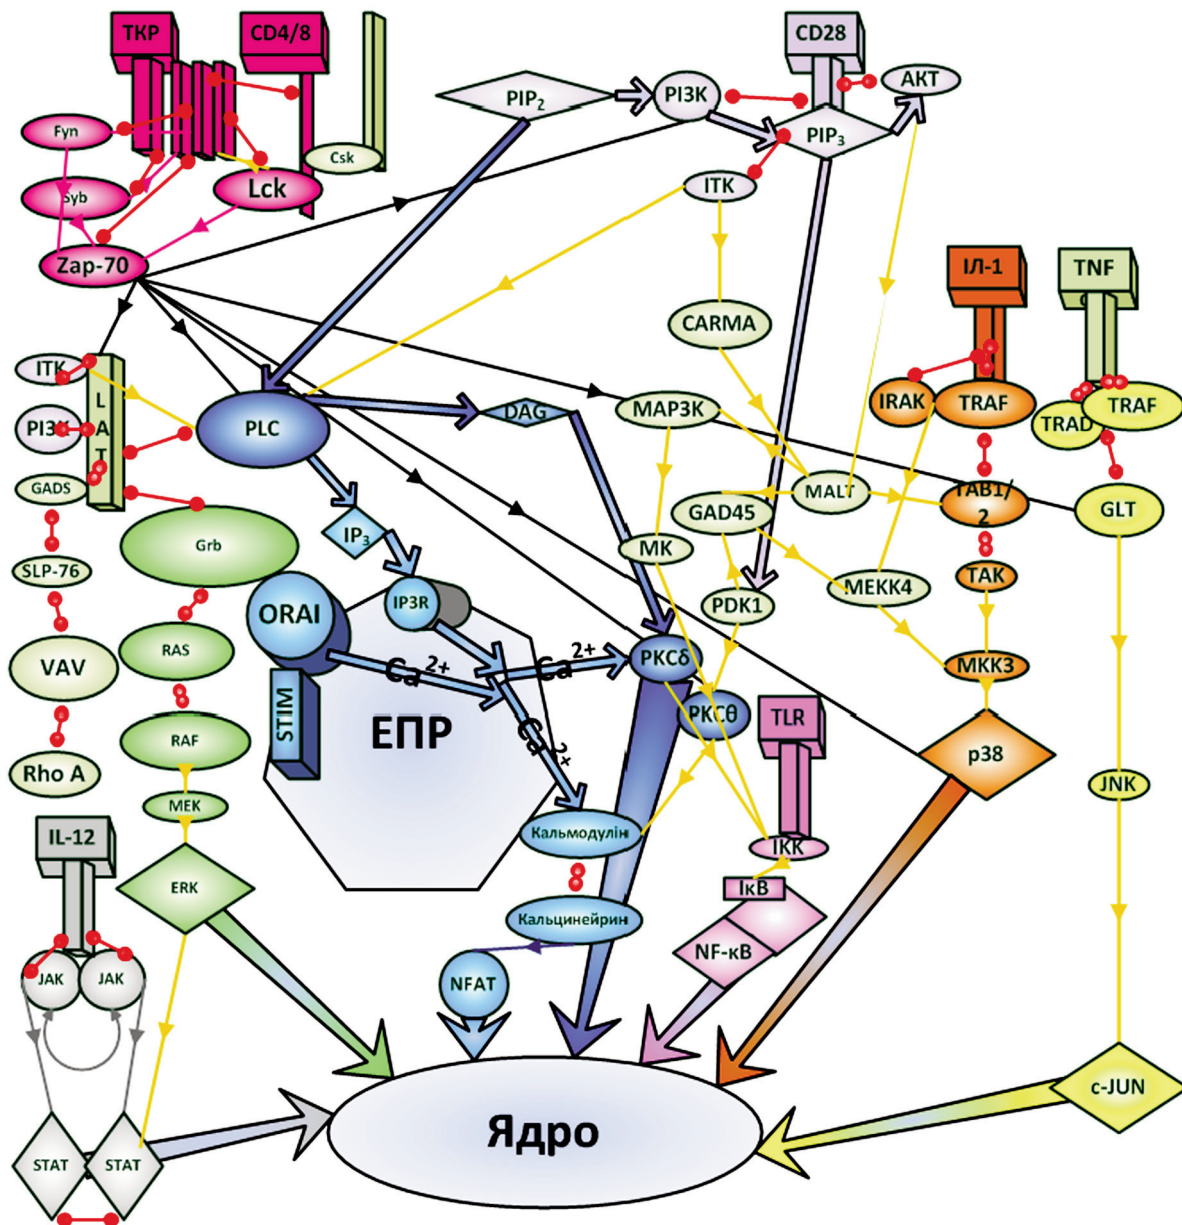 ТКР
CD4/8
CD28
АКТ
PIP2
PI3K
PIP3
Fyn
Csk
Syb
Lck
ITK
Zap-70
ІЛ-1
TNF
CARMA
ITK
LAT
PI3K
GADS
PLC
DAG
MAP3K
IRAK
TRAF
TRAD
TRAF
MALT
TAB1/
2
GLT
GAD45
Grb
IP3
MK
SLP-76
MEKK4
TAK
ORAI
IP3R
PDK1
RAS
VAV
Ca2+
Ca2+
PKCδ
MKK3
STIM
ЕПР
Ca2+
PKCθ
TLR
RAF
p38
Rho A
JNK
MEK
IL-12
Кальмодулін
IKK
ERK
IκB
Кальцинейрин
NF-κB
JAK
JAK
NFAT
c-JUN
Ядро
STAT
STAT